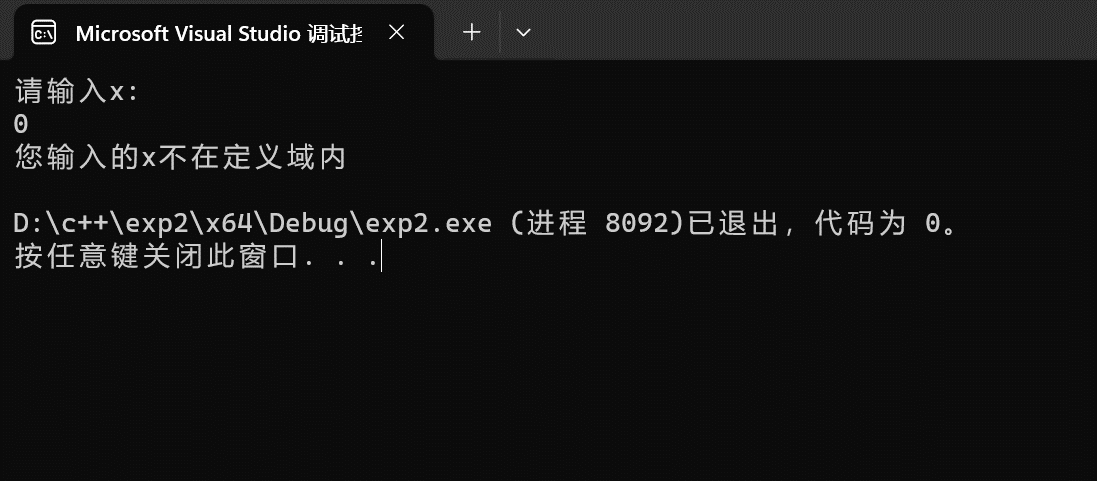 Microsoft Visual Studio 调试
请输入x:
0
您输入的x不在定义域内
D:\c++\exp2\x64\Debug\exp2.exe (进程 8092)已退出，代码为 0。
按任意键关闭此窗口. . .